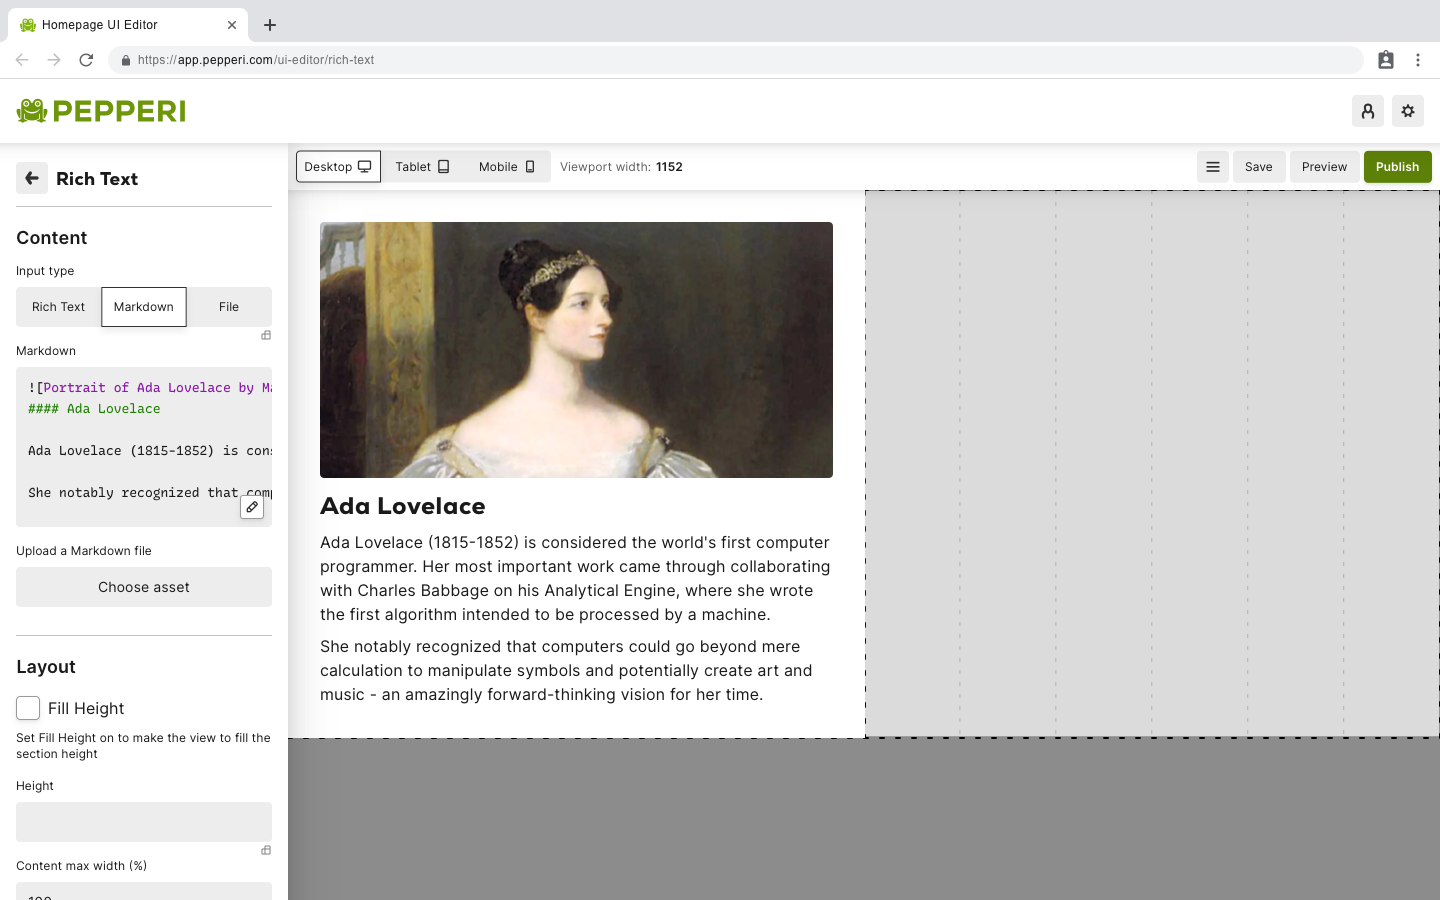 Homepage UI Editor
https://app.pepperi.com/ui-editor/rich-text
PEPPERI
Rich Text
Desktop Tablet Mobile Viewport width: 1152 Save Preview Publish
Content
Input type
Rich Text Markdown File
Markdown
![Portrait of Ada Lovelace by Ma
#### Ada Lovelace
Ada Lovelace (1815-1852) is cons
She notably recognized that comp
Upload a Markdown file
Choose asset
Layout
Fill Height
Set Fill Height on to make the view to fill the
section height
Height
Content max width (%)
100
Ada Lovelace
Ada Lovelace (1815-1852) is considered the world's first computer
programmer. Her most important work came through collaborating
with Charles Babbage on his Analytical Engine, where she wrote
the first algorithm intended to be processed by a machine.
She notably recognized that computers could go beyond mere
calculation to manipulate symbols and potentially create art and
music - an amazingly forward-thinking vision for her time.